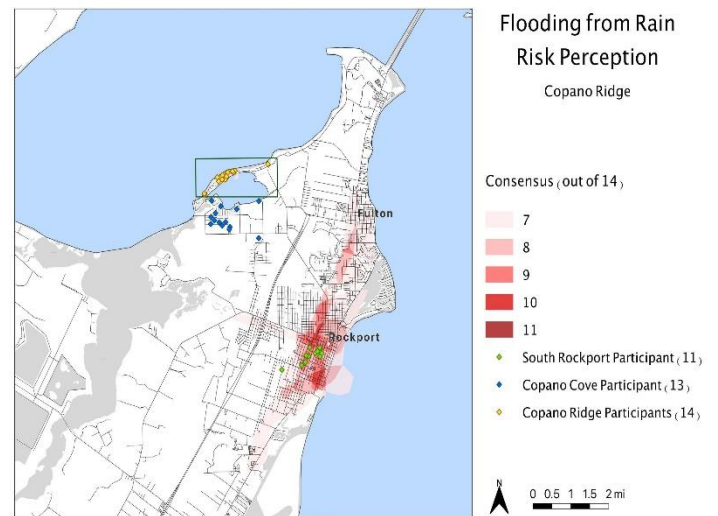 Flooding from Rain
Risk Perception
Copano Ridge
Consensus (out of 14)
7
8
9
10
11
South Rockport Participant (11)
Copano Cove Participant (13)
Copano Ridge Participants (14)
Fulton
Rockport
N
0 0.5 1 1.5 2 mi